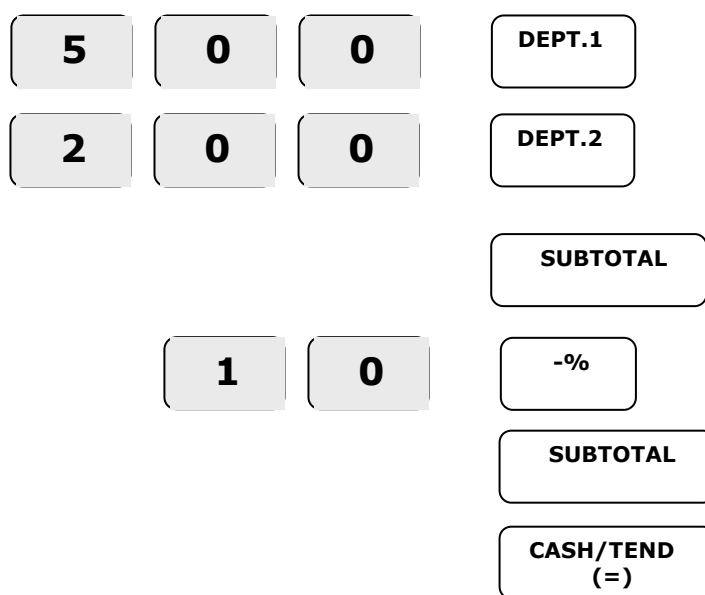 5 0 0 DEPT.1
2 0 0 DEPT.2
SUBTOTAL
1 0 -%
SUBTOTAL
CASH/TEND
(=)